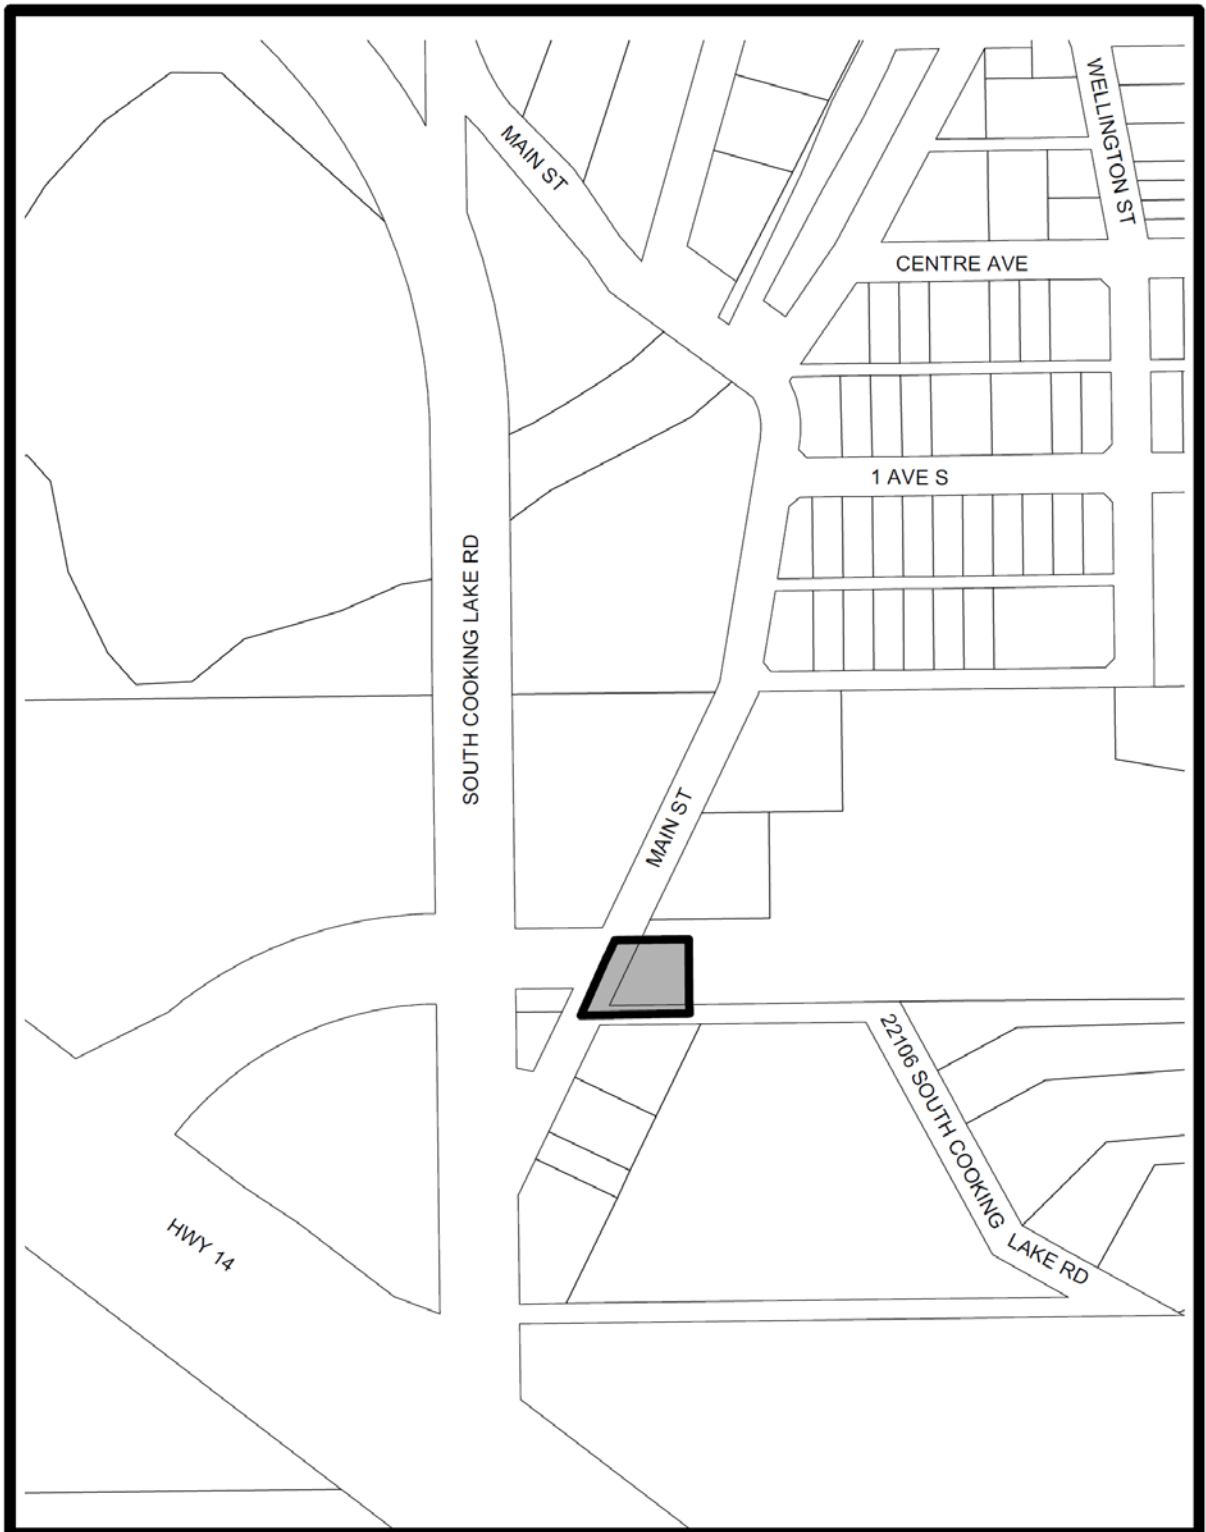 WELLINGTON ST
MAIN ST
CENTRE AVE
1 AVE S
SOUTH COOKING LAKE RD
MAIN ST
22106 SOUTH COOKING
LAKE RD
HWY 14